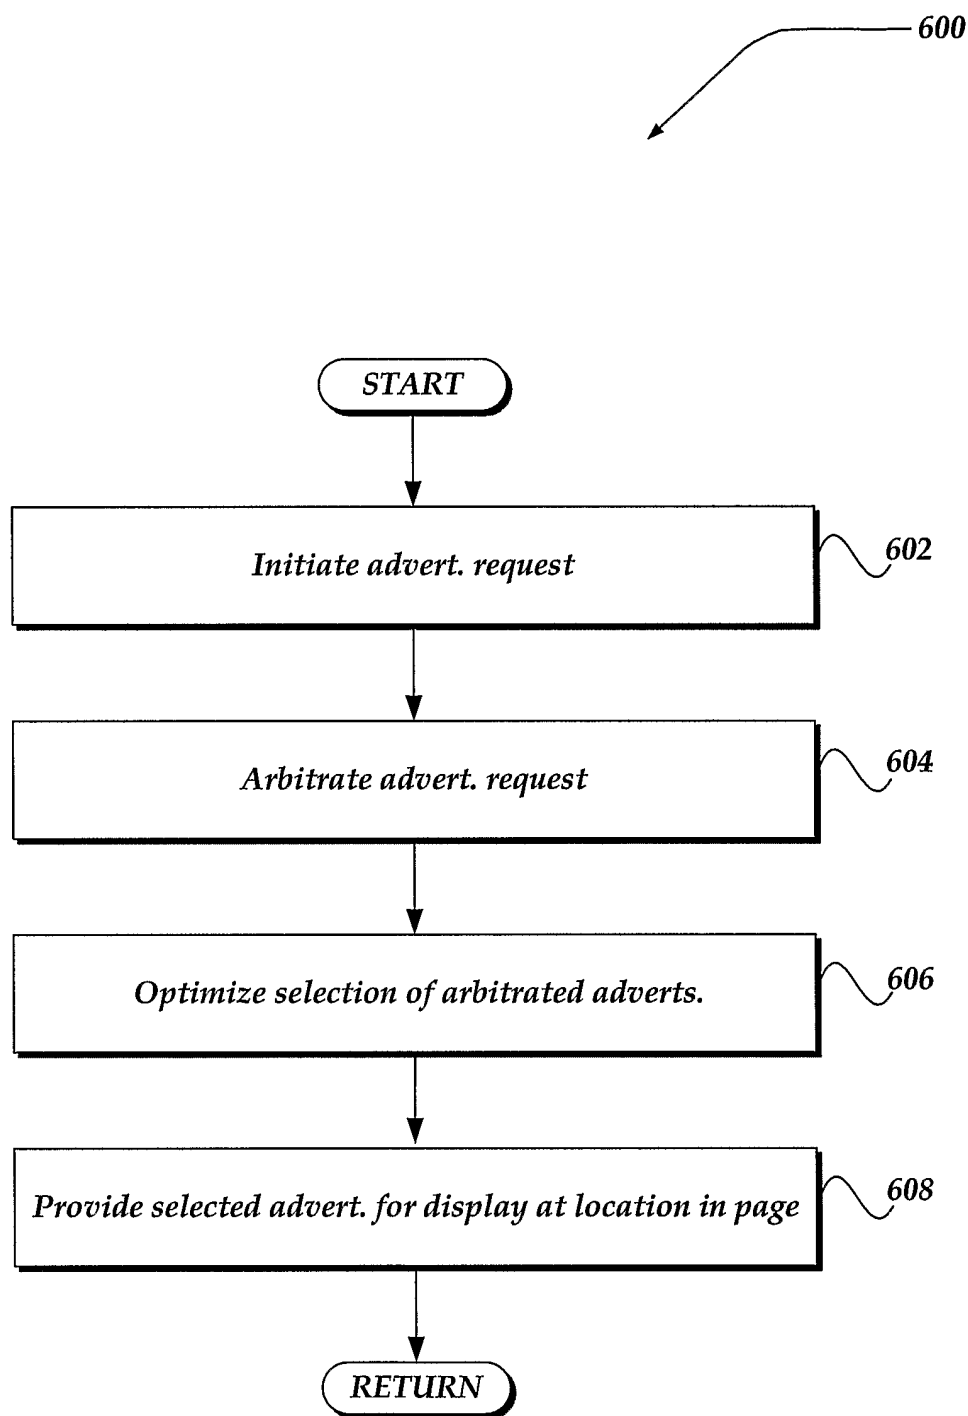 600
START
Initiate advert. request
602
Arbitrate advert. request
604
Optimize selection of arbitrated adverts.
606
Provide selected advert. for display at location in page
608
RETURN